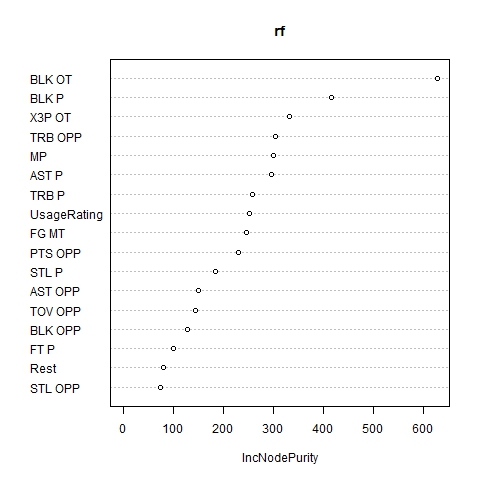 rf
BLK OT
BLK P
X3P OT
TRB OPP
MP
AST P
TRB P
UsageRating
FG MT
PTS OPP
STL P
AST OPP
TOV OPP
BLK OPP
FT P
Rest
STL OPP
0 100 200 300 400 500 600
IncNodePurity